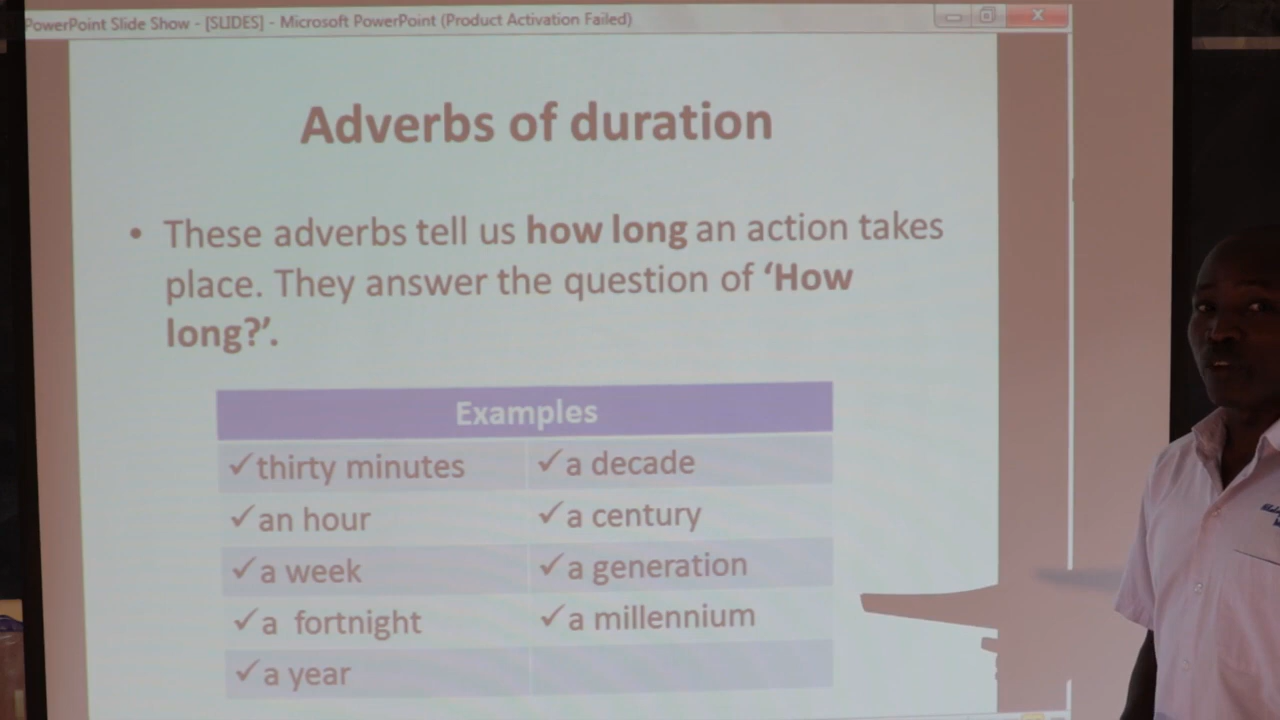 PowerPoint Slide Show - [SLIDES] - Microsoft PowerPoint (Product Activation Failed)
Adverbs of duration
• These adverbs tell us how long an action takes
place. They answer the question of ‘How
long?’.
Examples
✓thirty minutes ✓a decade
✓an hour ✓a century
✓a week ✓a generation
✓a fortnight ✓a millennium
✓a year